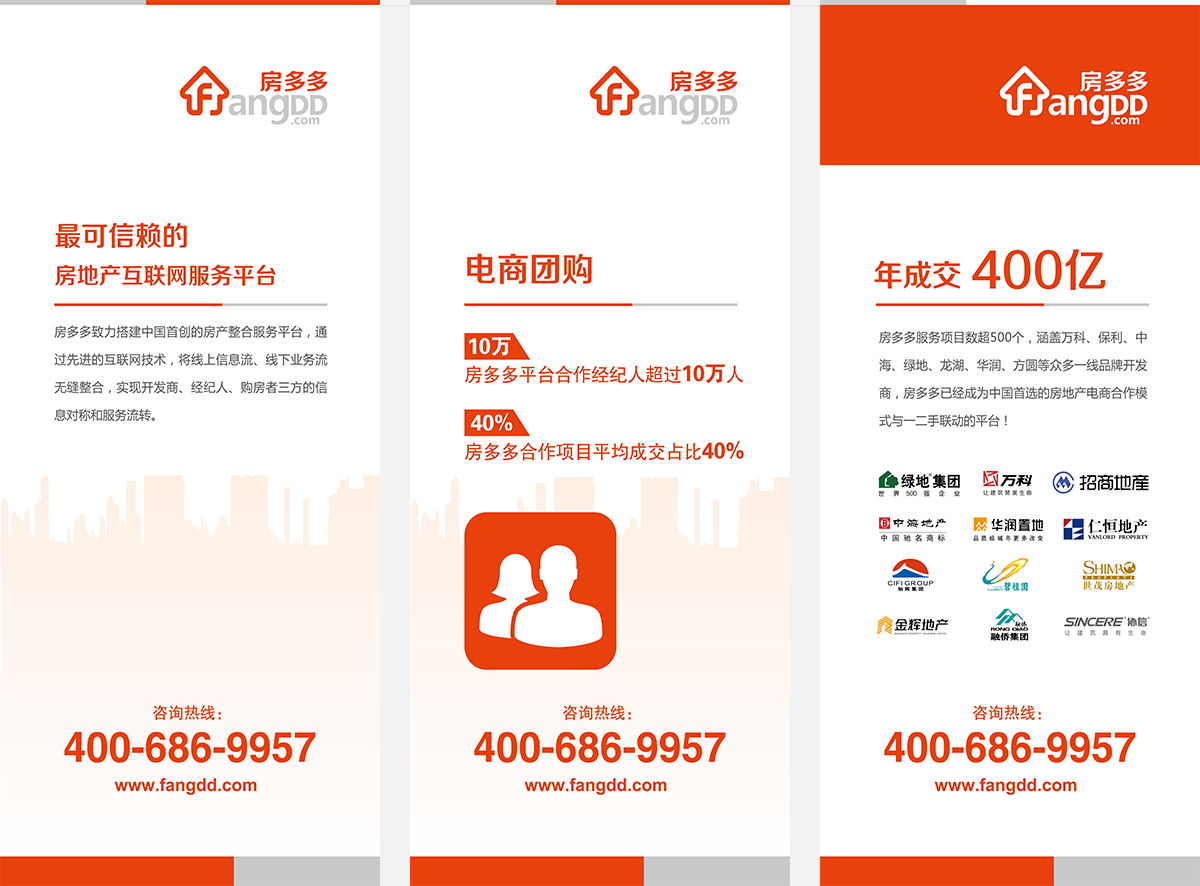 房多多
FangDD
.com
最可信赖的
房地产互联网服务平台
房多多致力搭建中国首创的房产整合服务平台，通
过先进的互联网技术，将线上信息流、线下业务流
无缝整合，实现开发商、经纪人、购房者三方的信
息对称和服务流转。
咨询热线：
400-686-9957
www.fangdd.com
房多多
FangDD
.com
电商团购
10万
房多多平台合作经纪人超过10万人
40%
房多多合作项目平均成交占比40%
咨询热线：
400-686-9957
www.fangdd.com
房多多
FangDD
.com
年成交 400亿
房多多服务项目数超500个，涵盖万科、保利、中
海、绿地、龙湖、华润、方圆等众多一线品牌开发
商，房多多已经成为中国首选的房地产电商合作模
式与一二手联动的平台！
绿地®集团
世界500强企业
万科
让建筑赞美生命
招商地产
中海地产
中国驰名商标
华润置地
品质给城市更多改变
仁恒地产
YANLORD PROPERTY
CIFI GROUP
旭辉集团
碧桂园
SHIMAO
PROPERTY
世茂房地产
金辉地产
RONG QIAO
融侨集团
SINCERE 协信
让建筑具有生命
咨询热线：
400-686-9957
www.fangdd.com